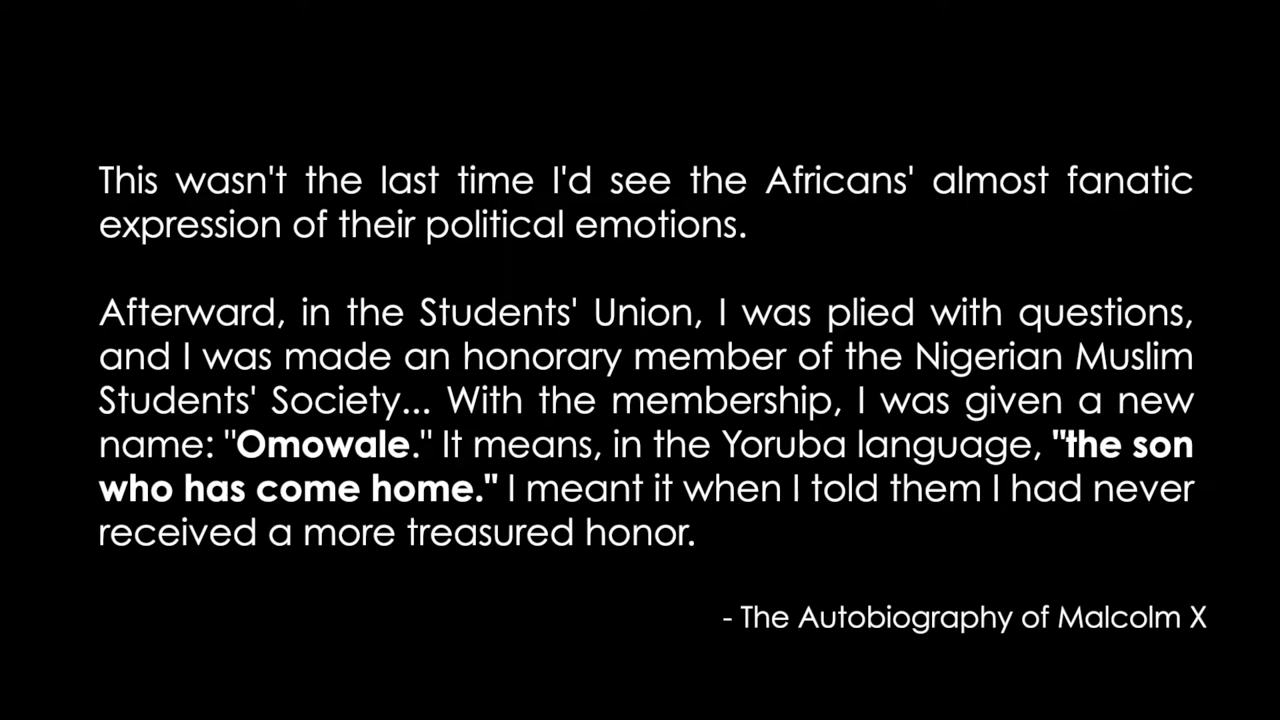 This wasn't the last time I'd see the Africans' almost fanatic
expression of their political emotions.
Afterward, in the Students' Union, I was plied with questions,
and I was made an honorary member of the Nigerian Muslim
Students' Society... With the membership, I was given a new
name: "Omowale." It means, in the Yoruba language, "the son
who has come home." I meant it when I told them I had never
received a more treasured honor.
- The Autobiography of Malcolm X